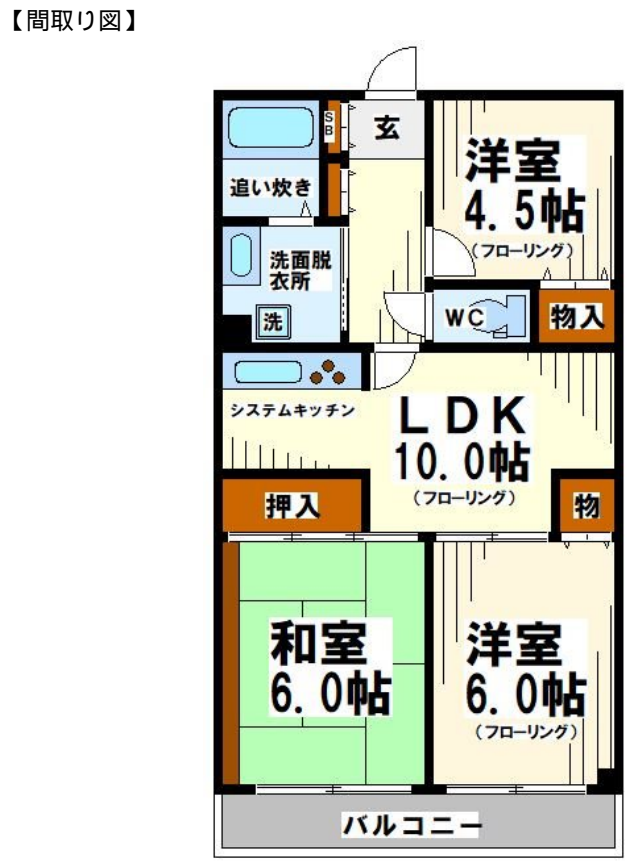 【間取り図】
SB
玄
洋室
4.5帖
(フローリング)
追い炊き
洗面脱
衣所
洗
WC
物入
システムキッチン
LDK
10.0帖
(フローリング)
押入
物
和室
6.0帖
洋室
6.0帖
(フローリング)
バルコニー